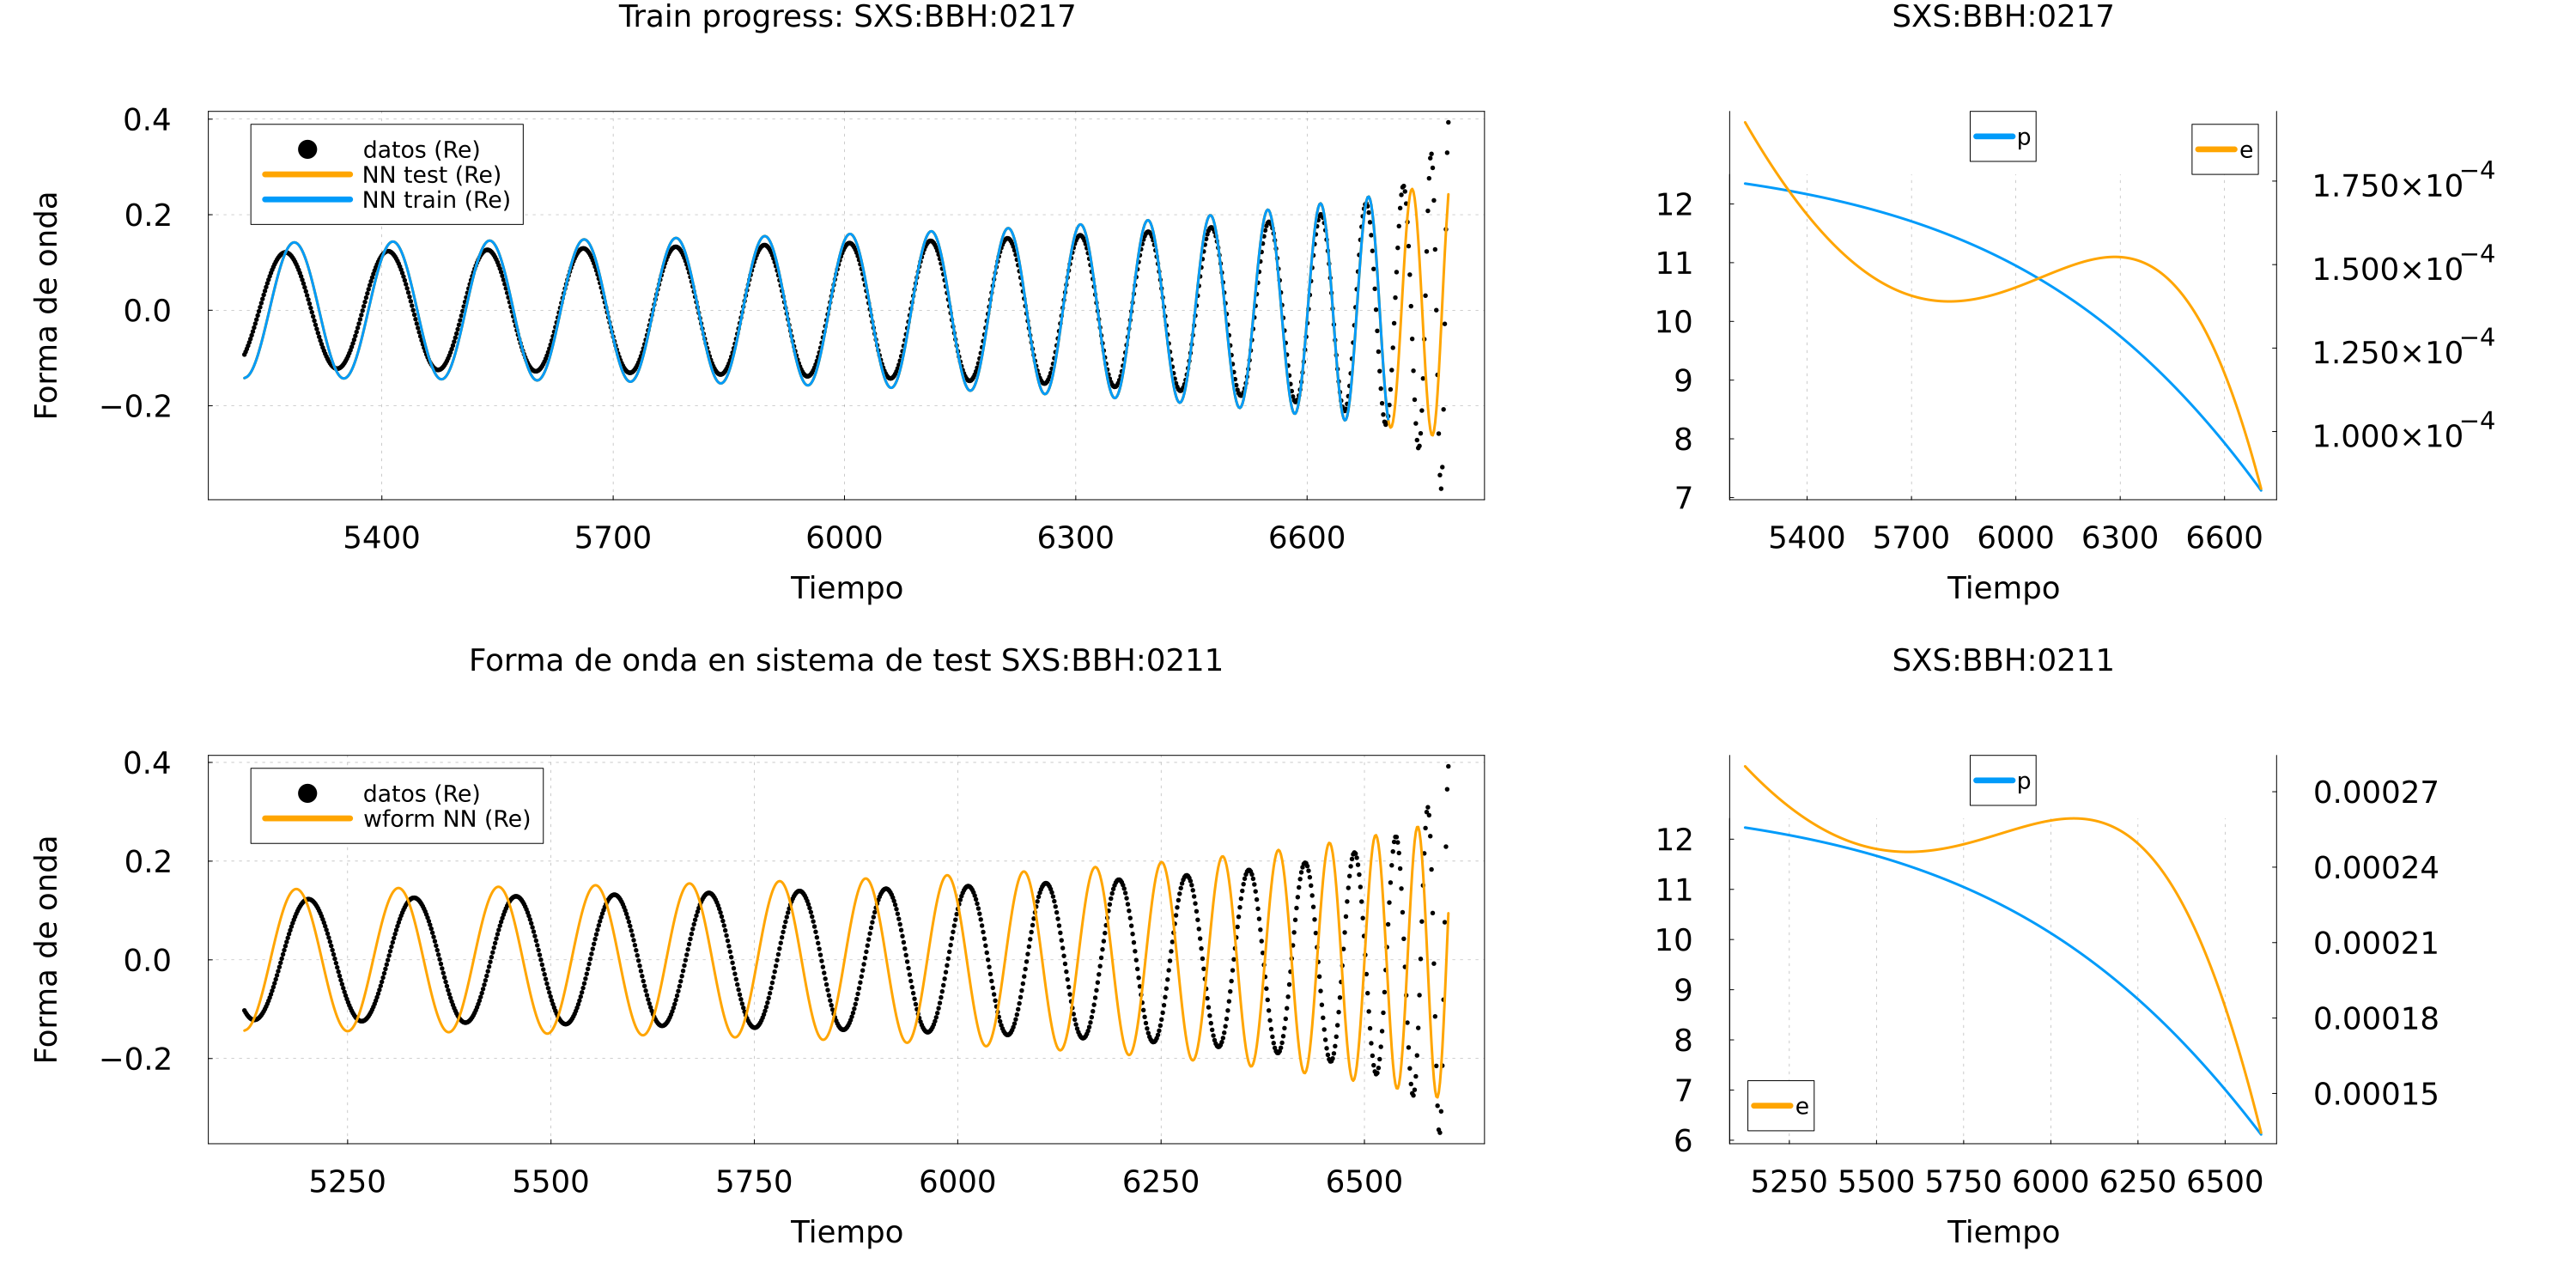 Train progress: SXS:BBH:0217
datos (Re)
NN test (Re)
NN train (Re)
Forma de onda
0.4
0.2
0.0
−0.2
5400 5700 6000 6300 6600
Tiempo
SXS:BBH:0217
p
e
12
11
10
9
8
7
1.750×10⁻⁴
1.500×10⁻⁴
1.250×10⁻⁴
1.000×10⁻⁴
5400 5700 6000 6300 6600
Tiempo
Forma de onda en sistema de test SXS:BBH:0211
datos (Re)
wform NN (Re)
Forma de onda
0.4
0.2
0.0
−0.2
5250 5500 5750 6000 6250 6500
Tiempo
SXS:BBH:0211
p
e
12
11
10
9
8
7
6
0.00027
0.00024
0.00021
0.00018
0.00015
5250 5500 5750 6000 6250 6500
Tiempo